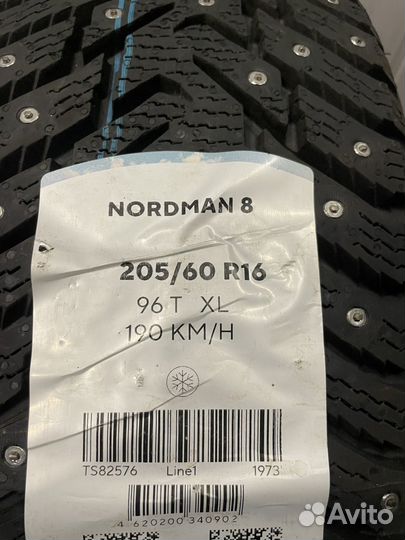 NORDMAN 8
205/60 R16
96 T XL
190 KM/H
TS82576 Line1 1973
4 620200 340902
Avito